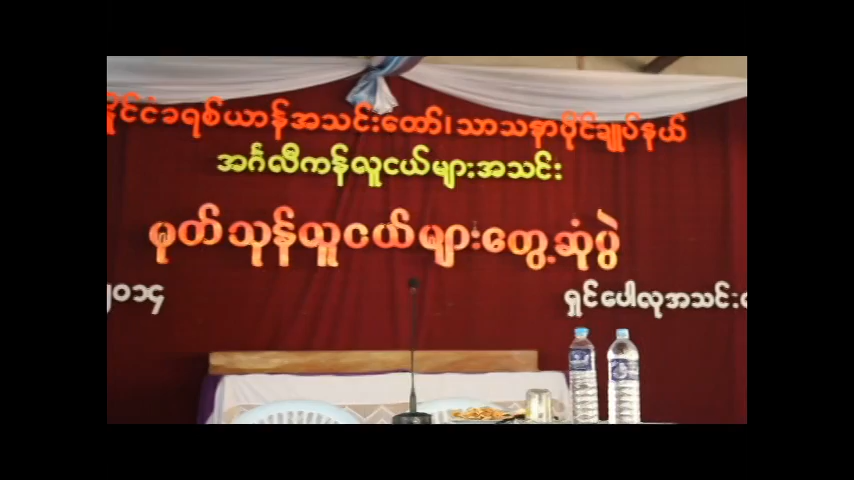 ခရစ်ယာန်အသင်းတော်၊သာသနာပိုင်ချုပ်နယ်
အင်္ဂလီကန်လူငယ်များအသင်း
မုတ်သုန်လူငယ်များတွေ့ဆုံပွဲ
၂၀၁၄
ရှင်ပေါလုအသင်း